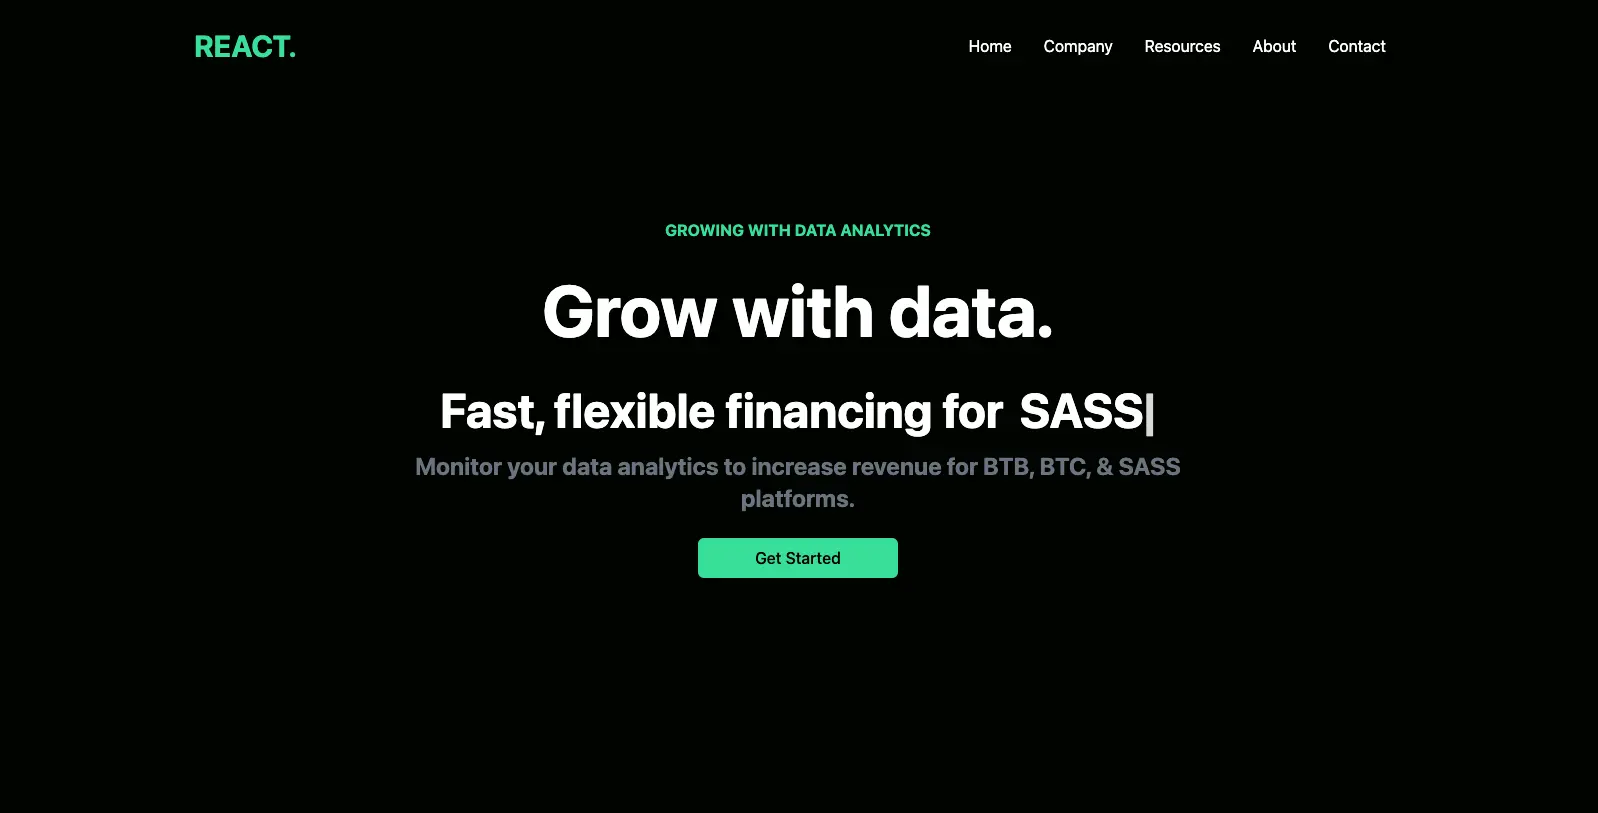 REACT.
Home Company Resources About Contact
GROWING WITH DATA ANALYTICS
Grow with data.
Fast, flexible financing for SASS|
Monitor your data analytics to increase revenue for BTB, BTC, & SASS
platforms.
Get Started